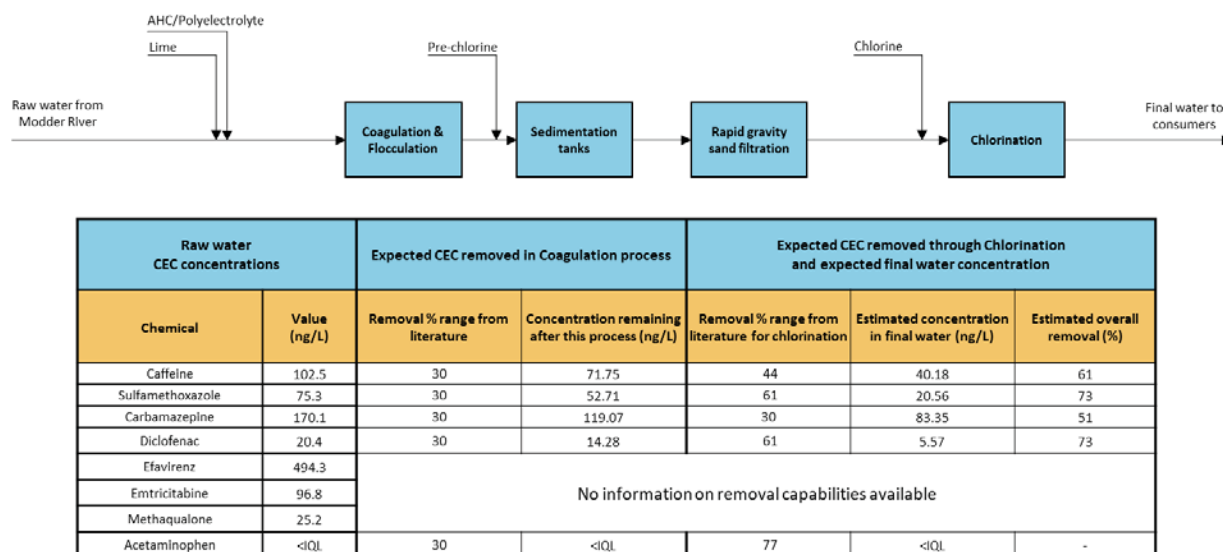 AHC/Polyelectrolyte
Lime
Pre-chlorine
Chlorine
Raw water from
Modder River
Final water to
consumers
Coagulation &
Flocculation
Sedimentation
tanks
Rapid gravity
sand filtration
Chlorination
Raw water
CEC concentrations
Expected CEC removed in Coagulation process
Expected CEC removed through Chlorination
and expected final water concentration
Chemical
Value
(ng/L)
Removal % range from
literature
Concentration remaining
after this process (ng/L)
Removal % range from
literature for chlorination
Estimated concentration
in final water (ng/L)
Estimated overall
removal (%)
Caffeine 102.5 30 71.75 44 40.18 61
Sulfamethoxazole 75.3 30 52.71 61 20.56 73
Carbamazepine 170.1 30 119.07 30 83.35 51
Diclofenac 20.4 30 14.28 61 5.57 73
Efavirenz 494.3
Emtricitabine 96.8
No information on removal capabilities available
Methaqualone 25.2
Acetaminophen <IQL 30 <IQL 77 <IQL -